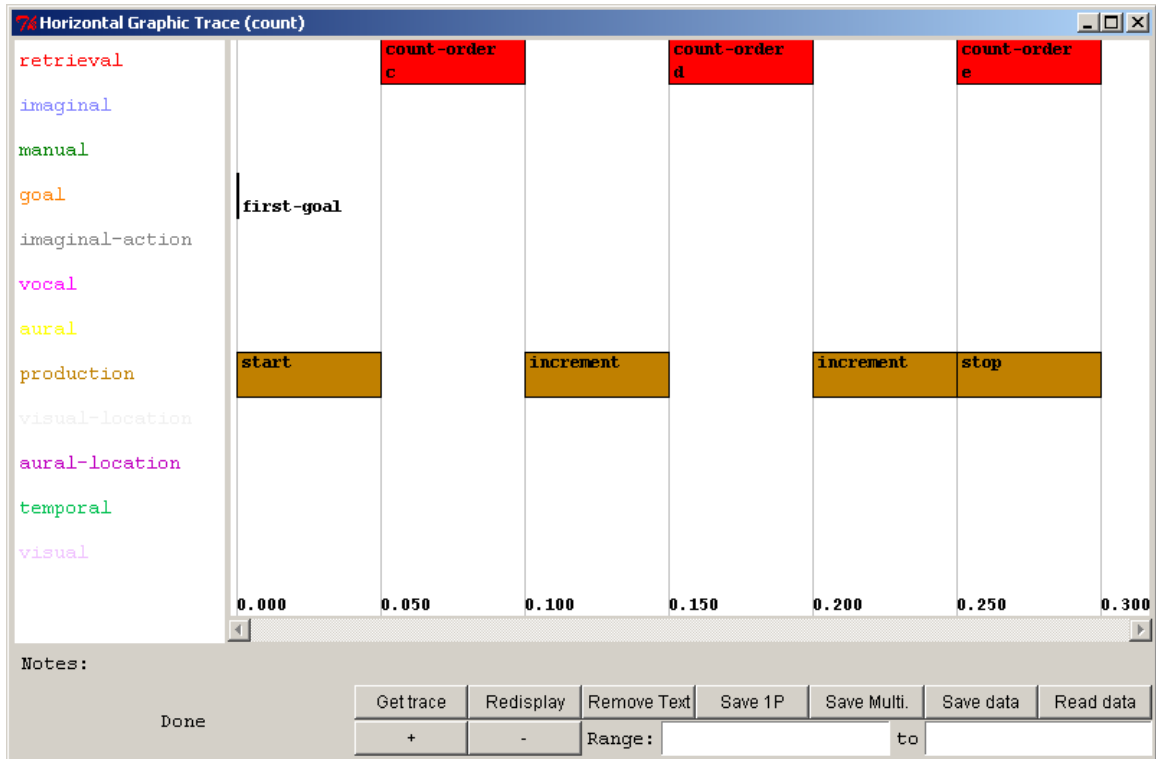 Horizontal Graphic Trace (count)
retrieval
imaginal
manual
goal
imaginal-action
vocal
aural
production
visual-location
aural-location
temporal
visual
count-order
c
count-order
d
count-order
e
first-goal
start
increment
increment
stop
0.000 0.050 0.100 0.150 0.200 0.250 0.300
Notes:
Done
Get trace Redisplay Remove Text Save 1P Save Multi. Save data Read data
+ - Range: to